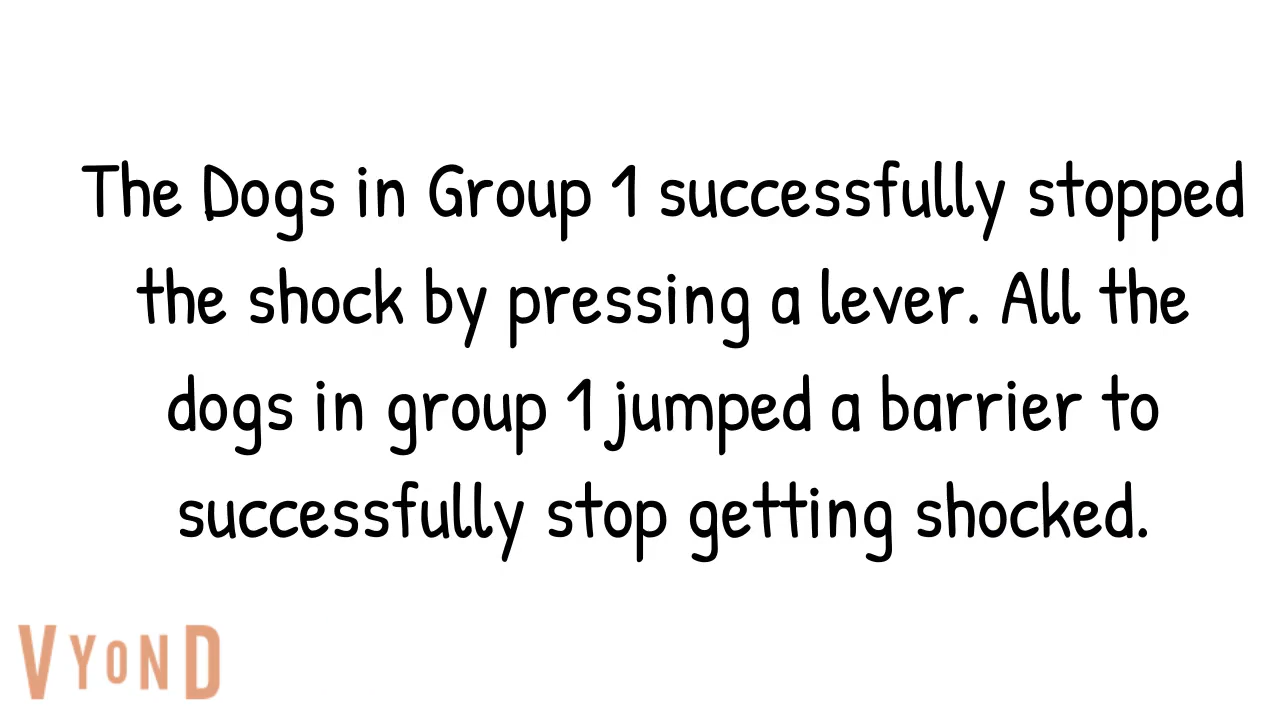 The Dogs in Group 1 successfully stopped
the shock by pressing a lever. All the
dogs in group 1 jumped a barrier to
successfully stop getting shocked.
VYOND